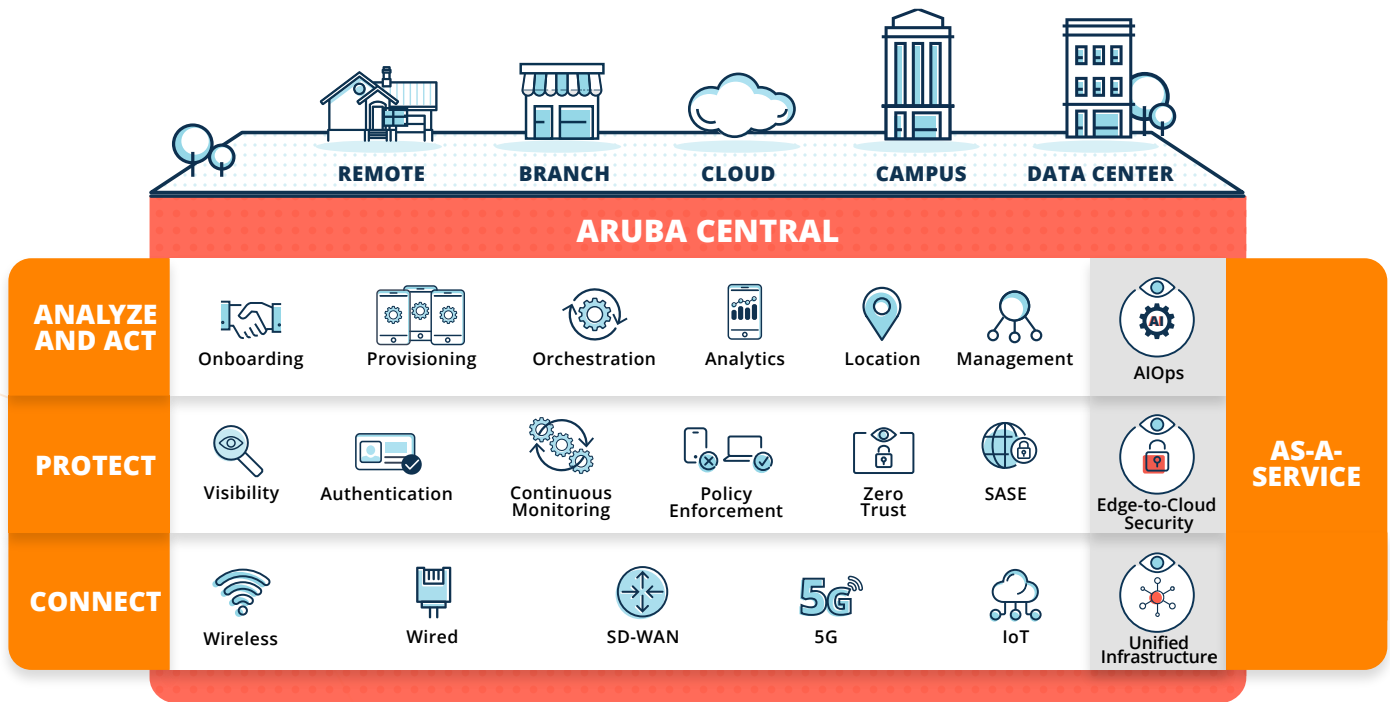 REMOTE
BRANCH
CLOUD
CAMPUS
DATA CENTER
ARUBA CENTRAL
ANALYZE
AND ACT
Onboarding
Provisioning
Orchestration
Analytics
Location
Management
AI
AIOps
PROTECT
Visibility
Authentication
Continuous
Monitoring
Policy
Enforcement
Zero
Trust
SASE
Edge-to-Cloud
Security
AS-A-
SERVICE
CONNECT
Wireless
Wired
SD-WAN
5G
5G
IoT
Unified
Infrastructure